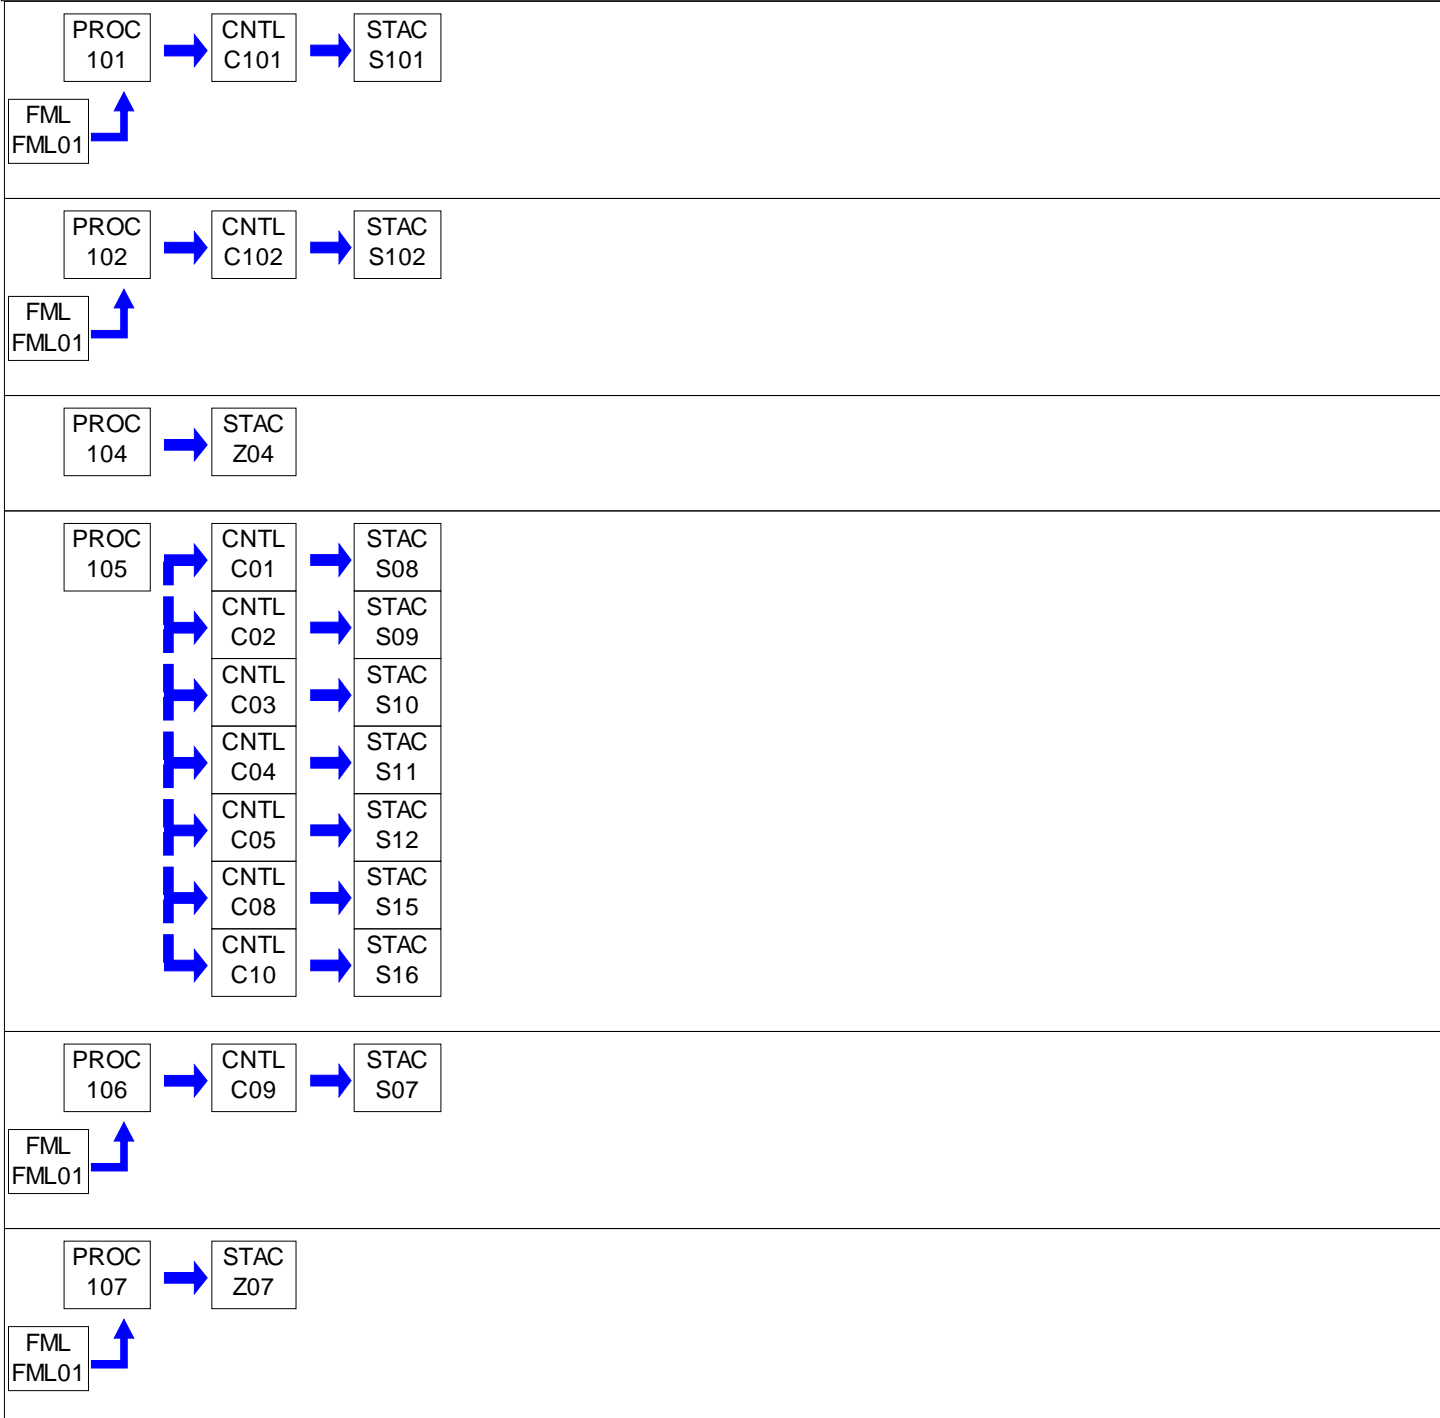 PROC
101
CNTL
C101
STAC
S101
FML
FML01
PROC
102
CNTL
C102
STAC
S102
FML
FML01
PROC
104
STAC
Z04
PROC
105
CNTL
C01
STAC
S08
CNTL
C02
STAC
S09
CNTL
C03
STAC
S10
CNTL
C04
STAC
S11
CNTL
C05
STAC
S12
CNTL
C08
STAC
S15
CNTL
C10
STAC
S16
PROC
106
CNTL
C09
STAC
S07
FML
FML01
PROC
107
STAC
Z07
FML
FML01